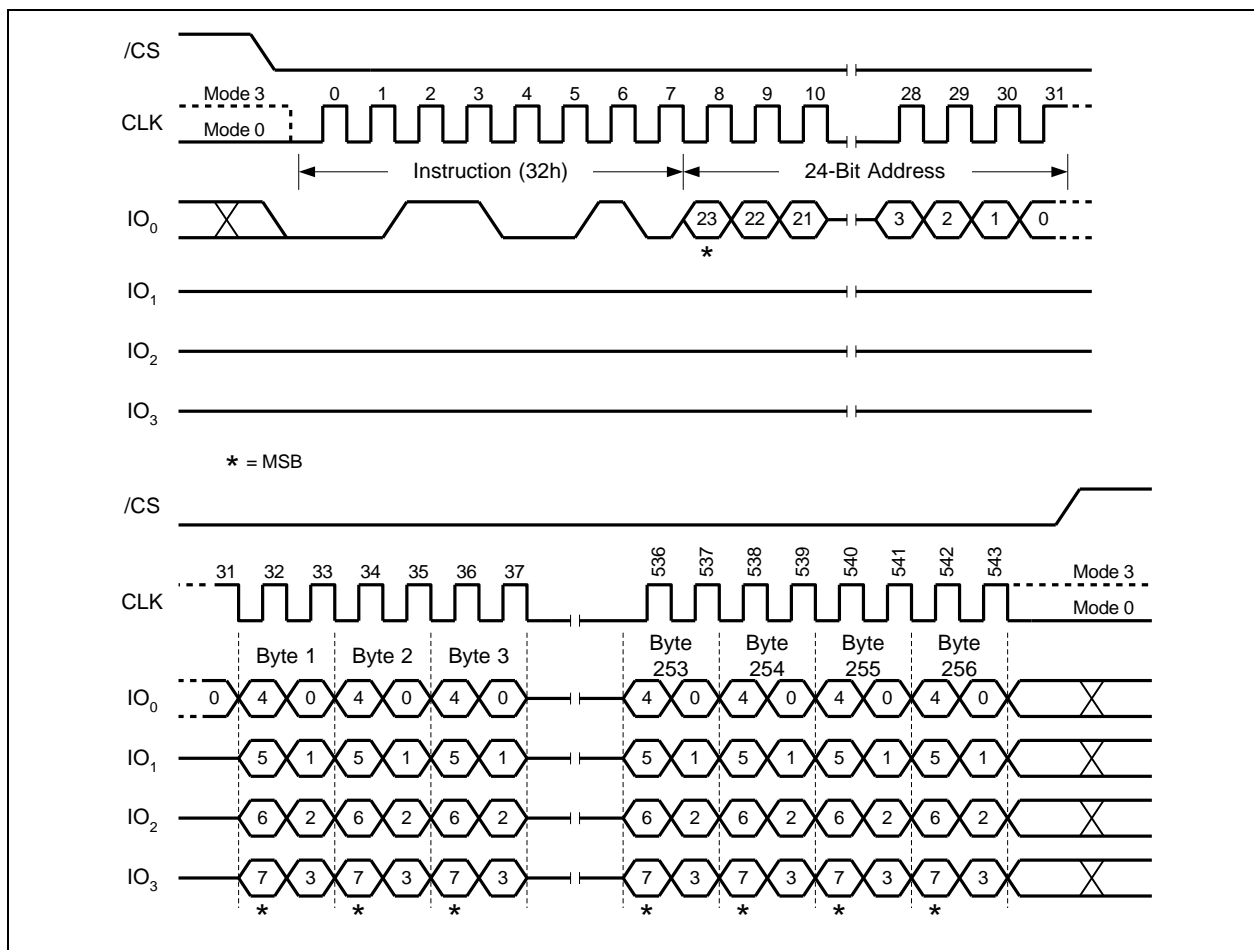 /CS
Mode 3 0 1 2 3 4 5 6 7 8 9 10 28 29 30 31
CLK
Mode 0
Instruction (32h) 24-Bit Address
IO0 23 22 21 3 2 1 0
*
IO1
IO2
IO3
* = MSB
/CS
31 32 33 34 35 36 37 536 537 538 539 540 541 542 543
Mode 3
CLK
Mode 0
Byte 1 Byte 2 Byte 3 Byte 253 Byte 254 Byte 255 Byte 256
IO0 0 4 0 4 0 4 0 4 0 4 0 4 0 4 0
IO1 5 1 5 1 5 1 5 1 5 1 5 1 5 1
IO2 6 2 6 2 6 2 6 2 6 2 6 2 6 2
IO3 7 3 7 3 7 3 7 3 7 3 7 3 7 3
* * * * * * *